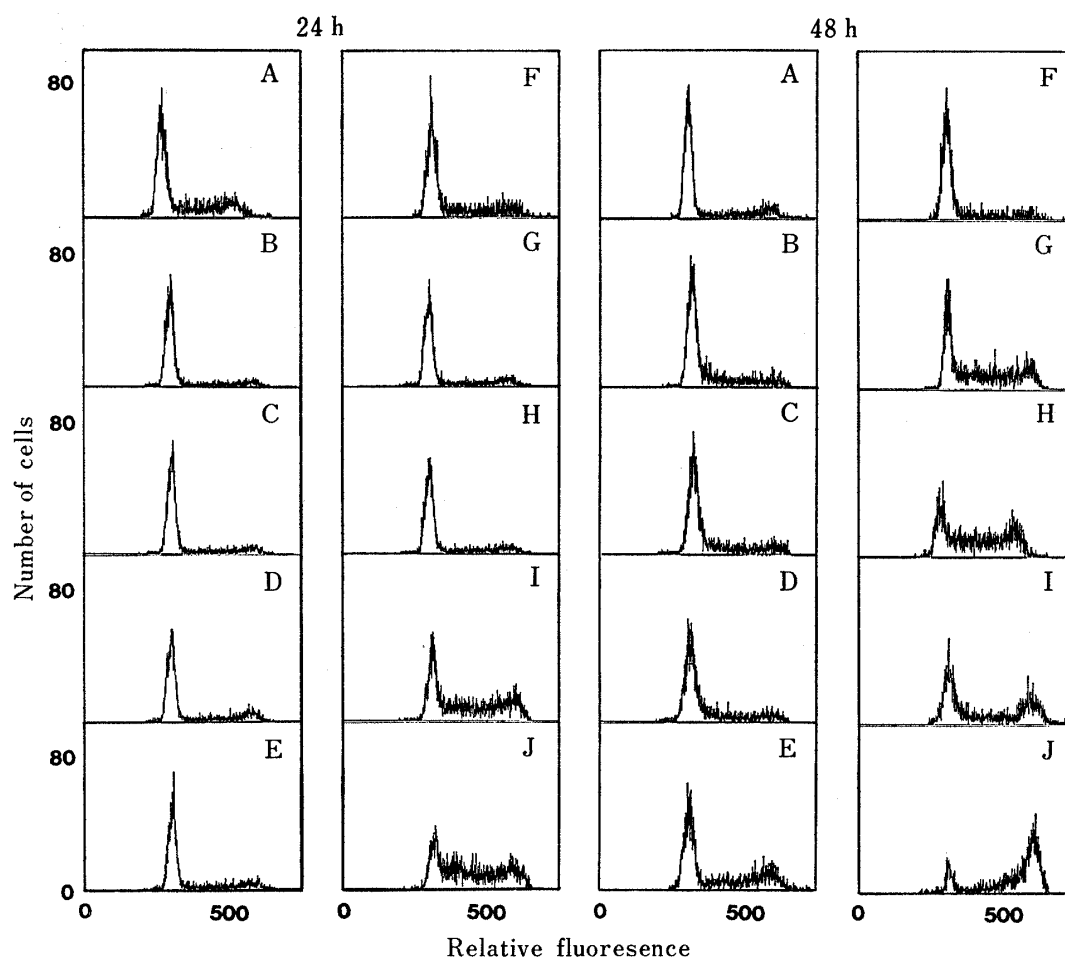 24 h 48 h
A F A F
80
B G B G
80
C H C H
80
D I D I
80
E J E J
80
0
0 500 0 500 0 500 0 500
Number of cells
Relative fluoresence